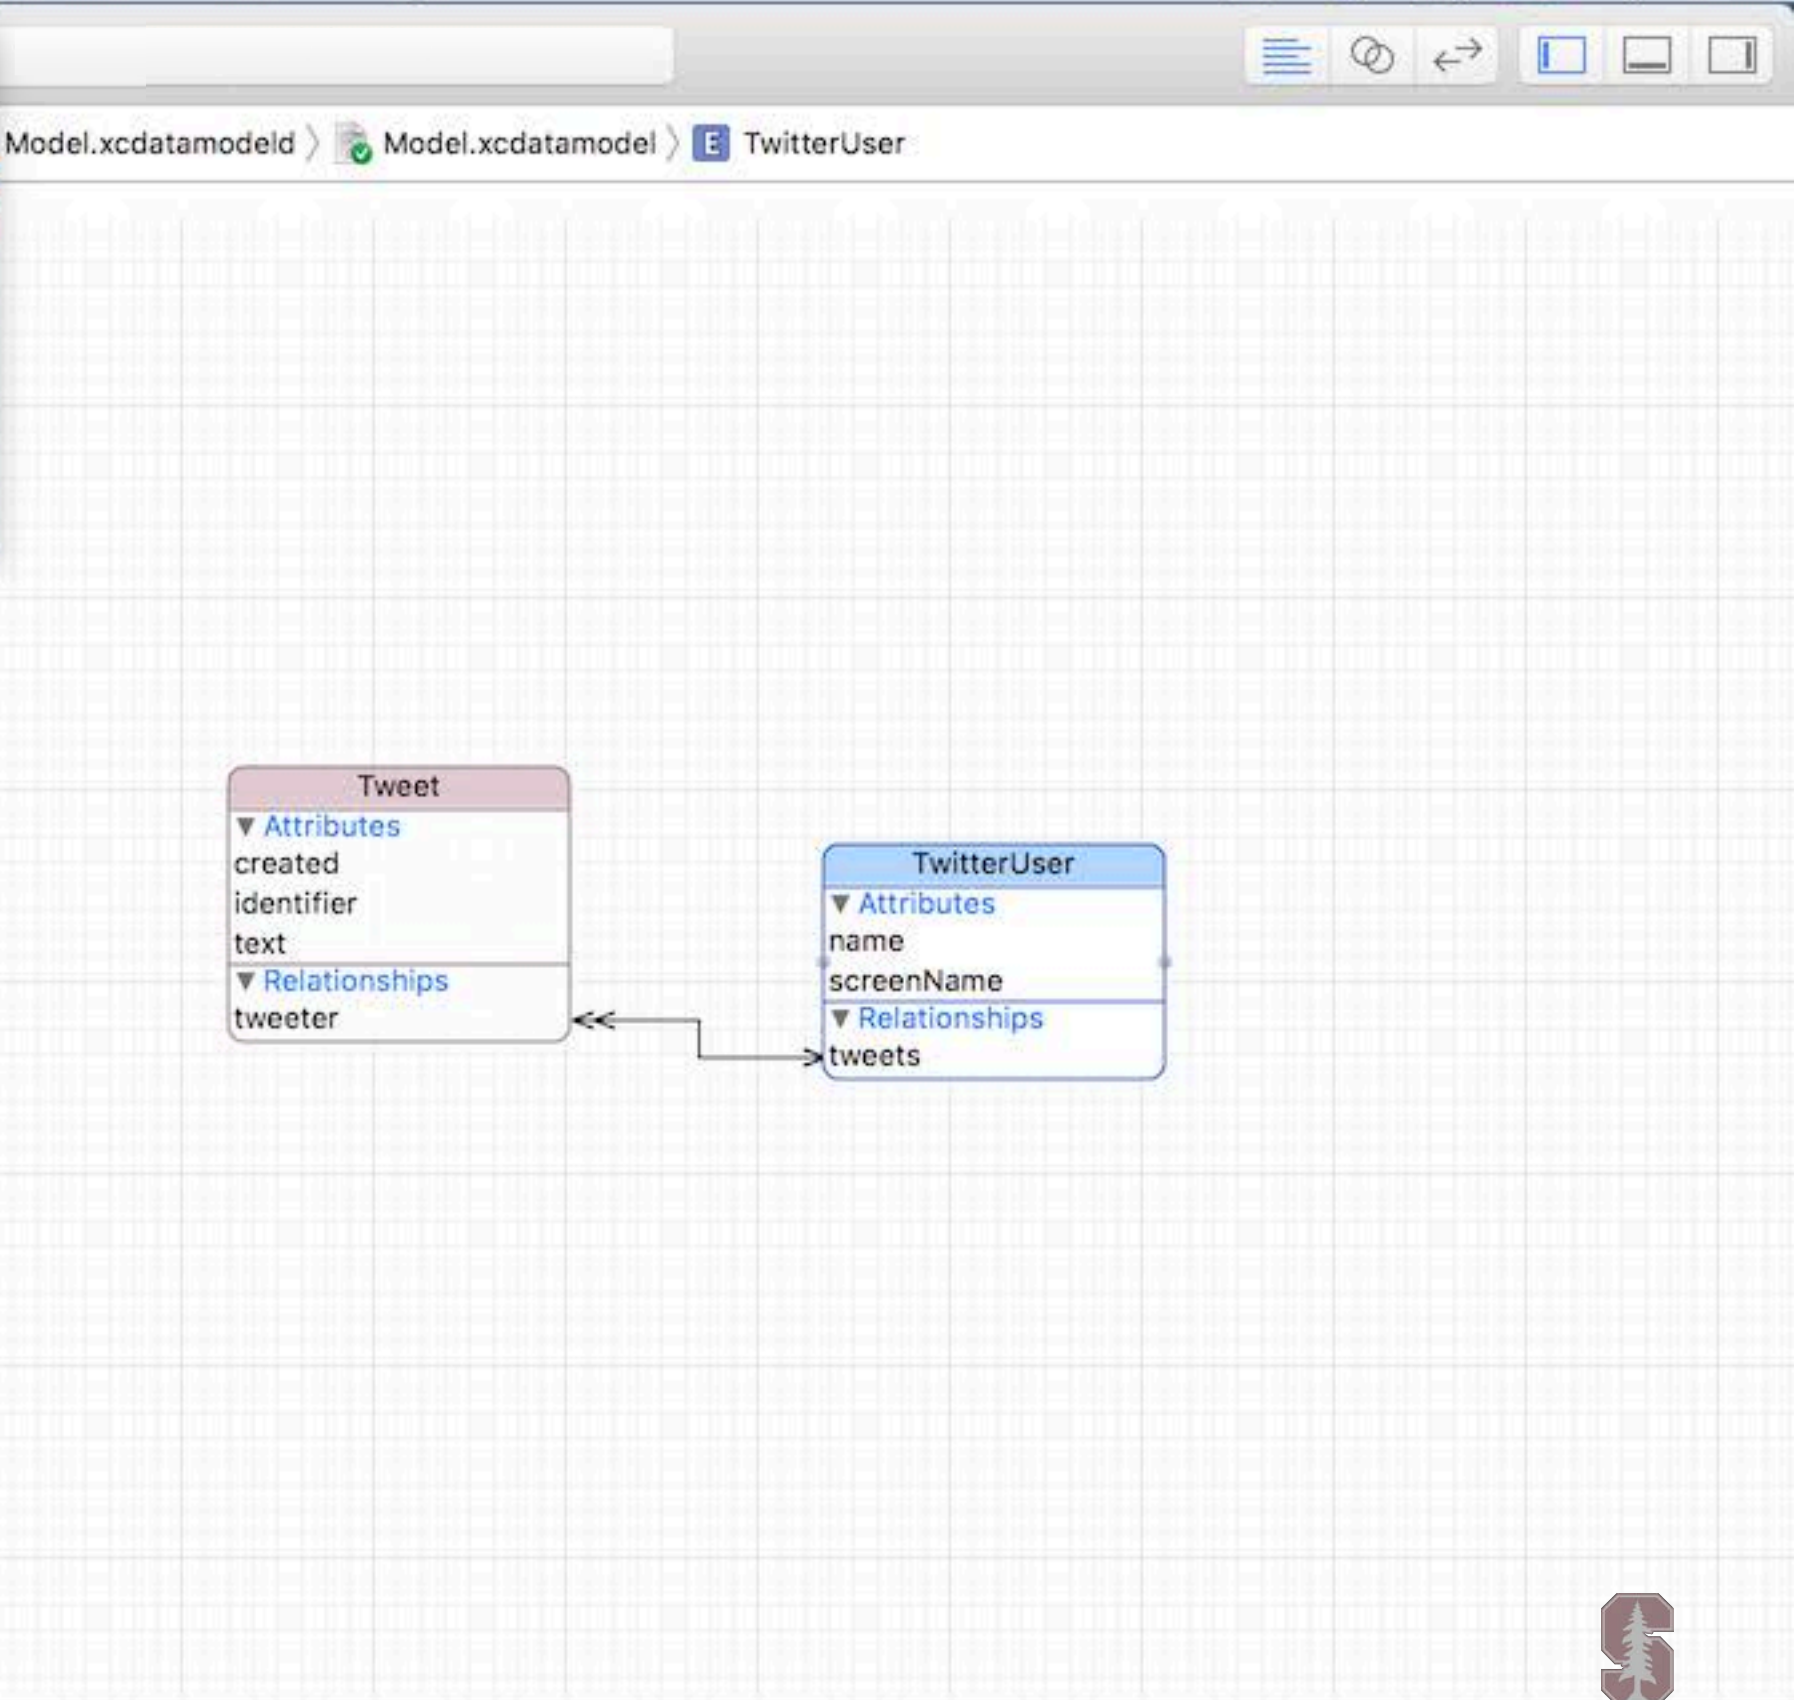 Model.xcdatamodeld 〉 Model.xcdatamodel 〉 E TwitterUser
Tweet
▼ Attributes
created
identifier
text
▼ Relationships
tweeter
TwitterUser
▼ Attributes
name
screenName
▼ Relationships
tweets